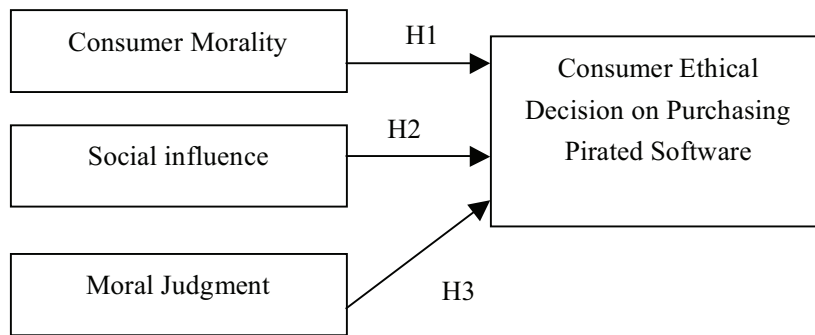 Consumer Morality
H1
Consumer Ethical
Decision on Purchasing
Pirated Software
Social influence
H2
Moral Judgment
H3